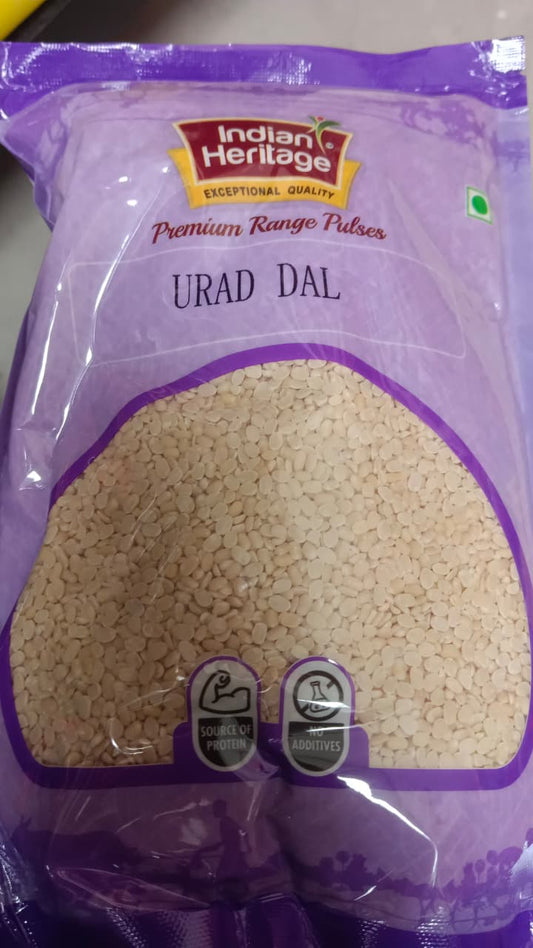 Indian
Heritage
®
EXCEPTIONAL QUALITY
Premium Range Pulses
URAD DAL
SOURCE OF
PROTEIN
NO
ADDITIVES